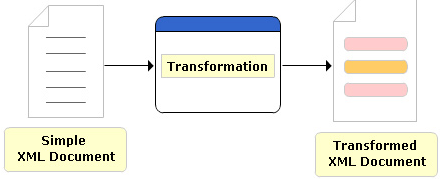 Transformation
Simple
XML Document
Transformed
XML Document